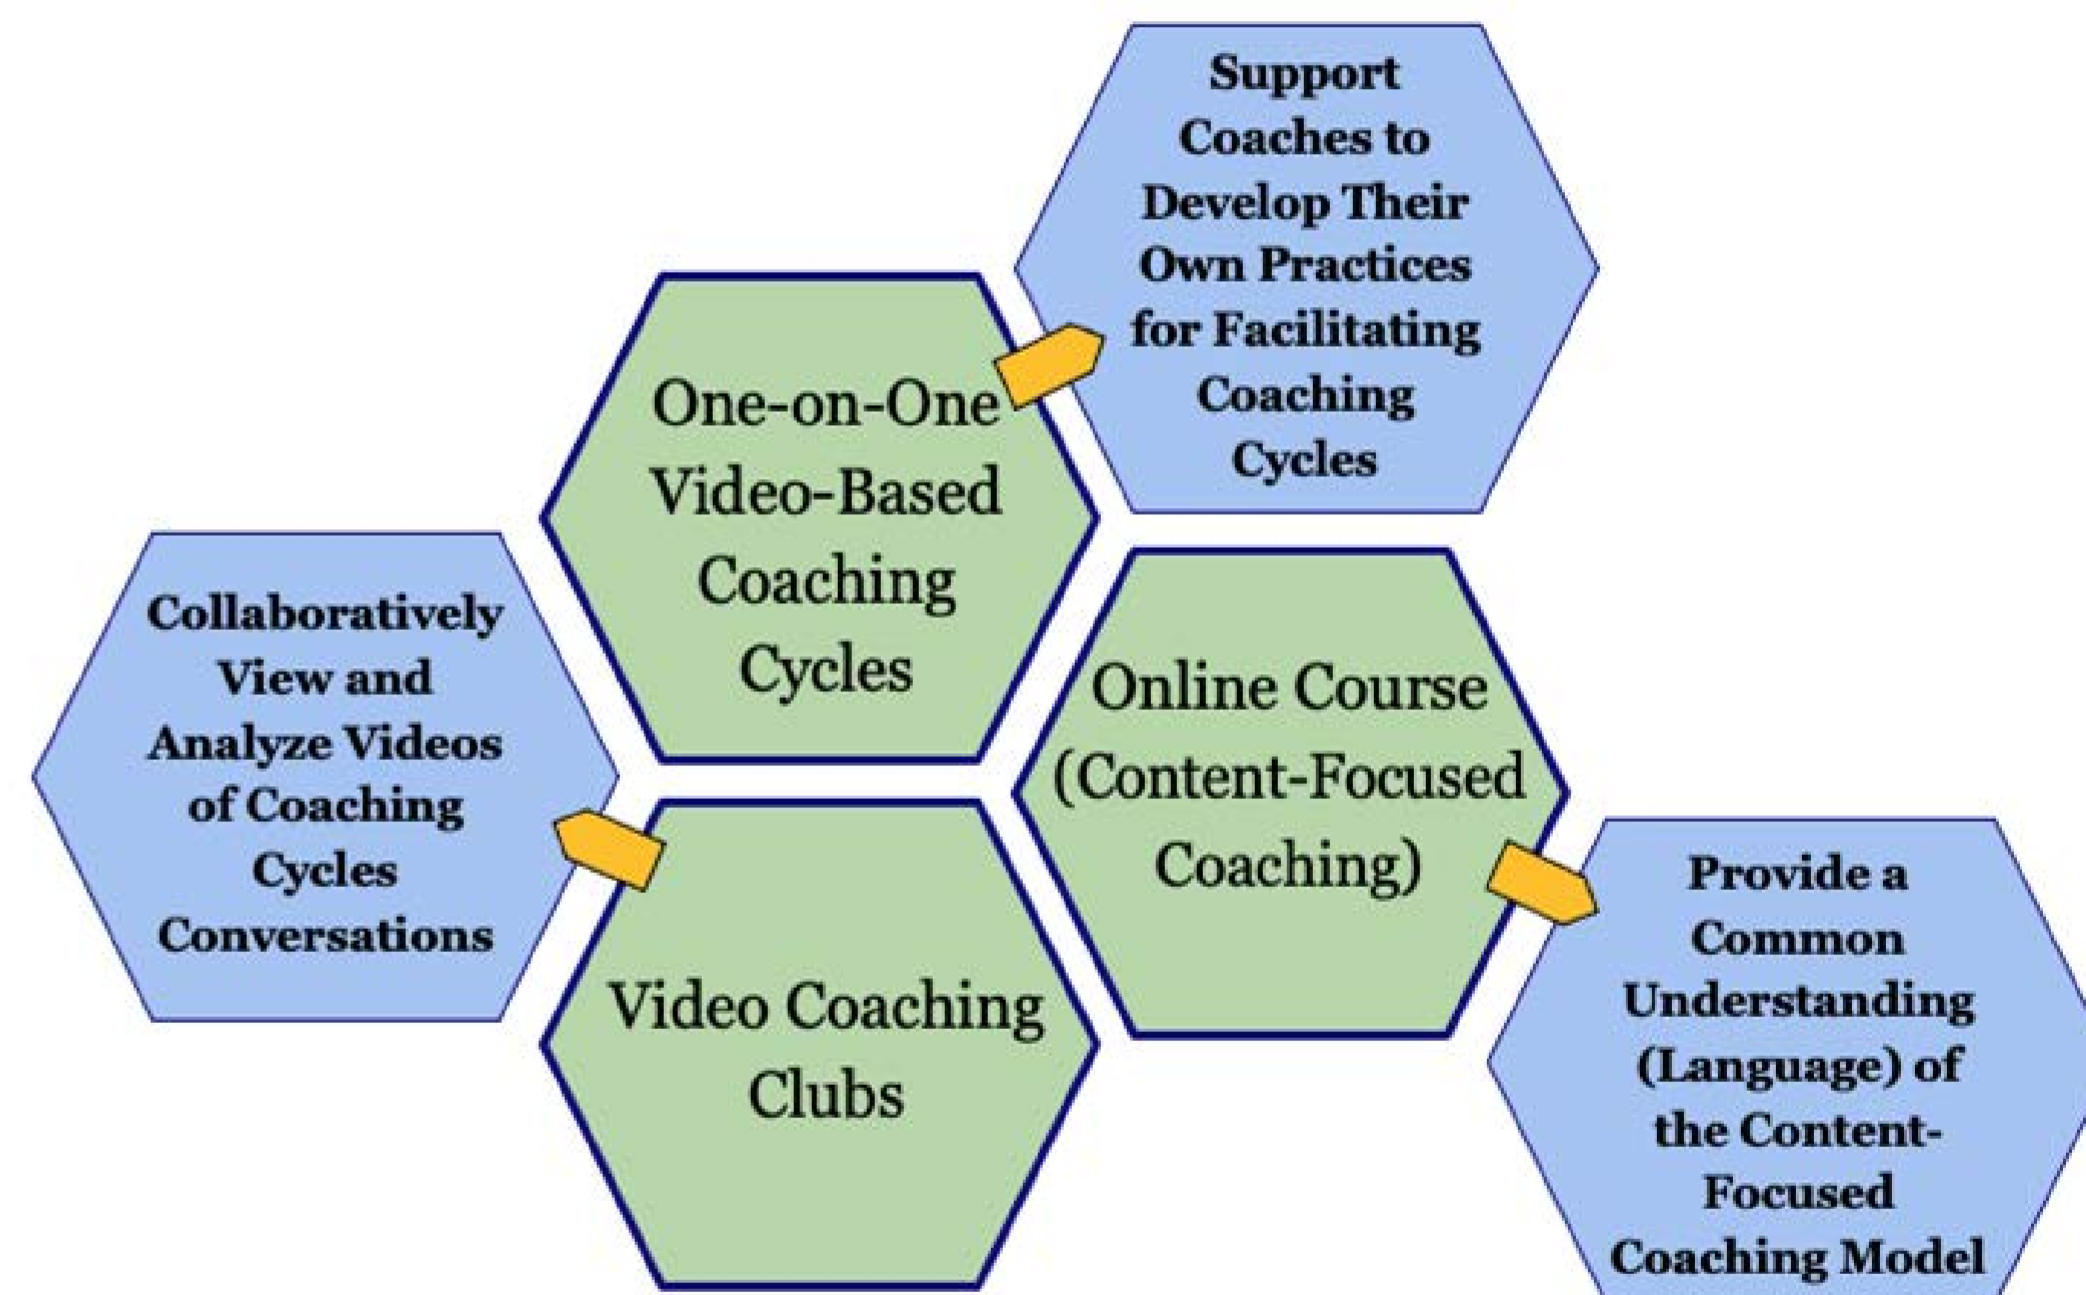 Support
Coaches to
Develop Their
Own Practices
for Facilitating
Coaching
Cycles
One-on-One
Video-Based
Coaching
Cycles
Collaboratively
View and
Analyze Videos
of Coaching
Cycles
Conversations
Online Course
(Content-Focused
Coaching)
Video Coaching
Clubs
Provide a
Common
Understanding
(Language) of
the Content-
Focused
Coaching Model